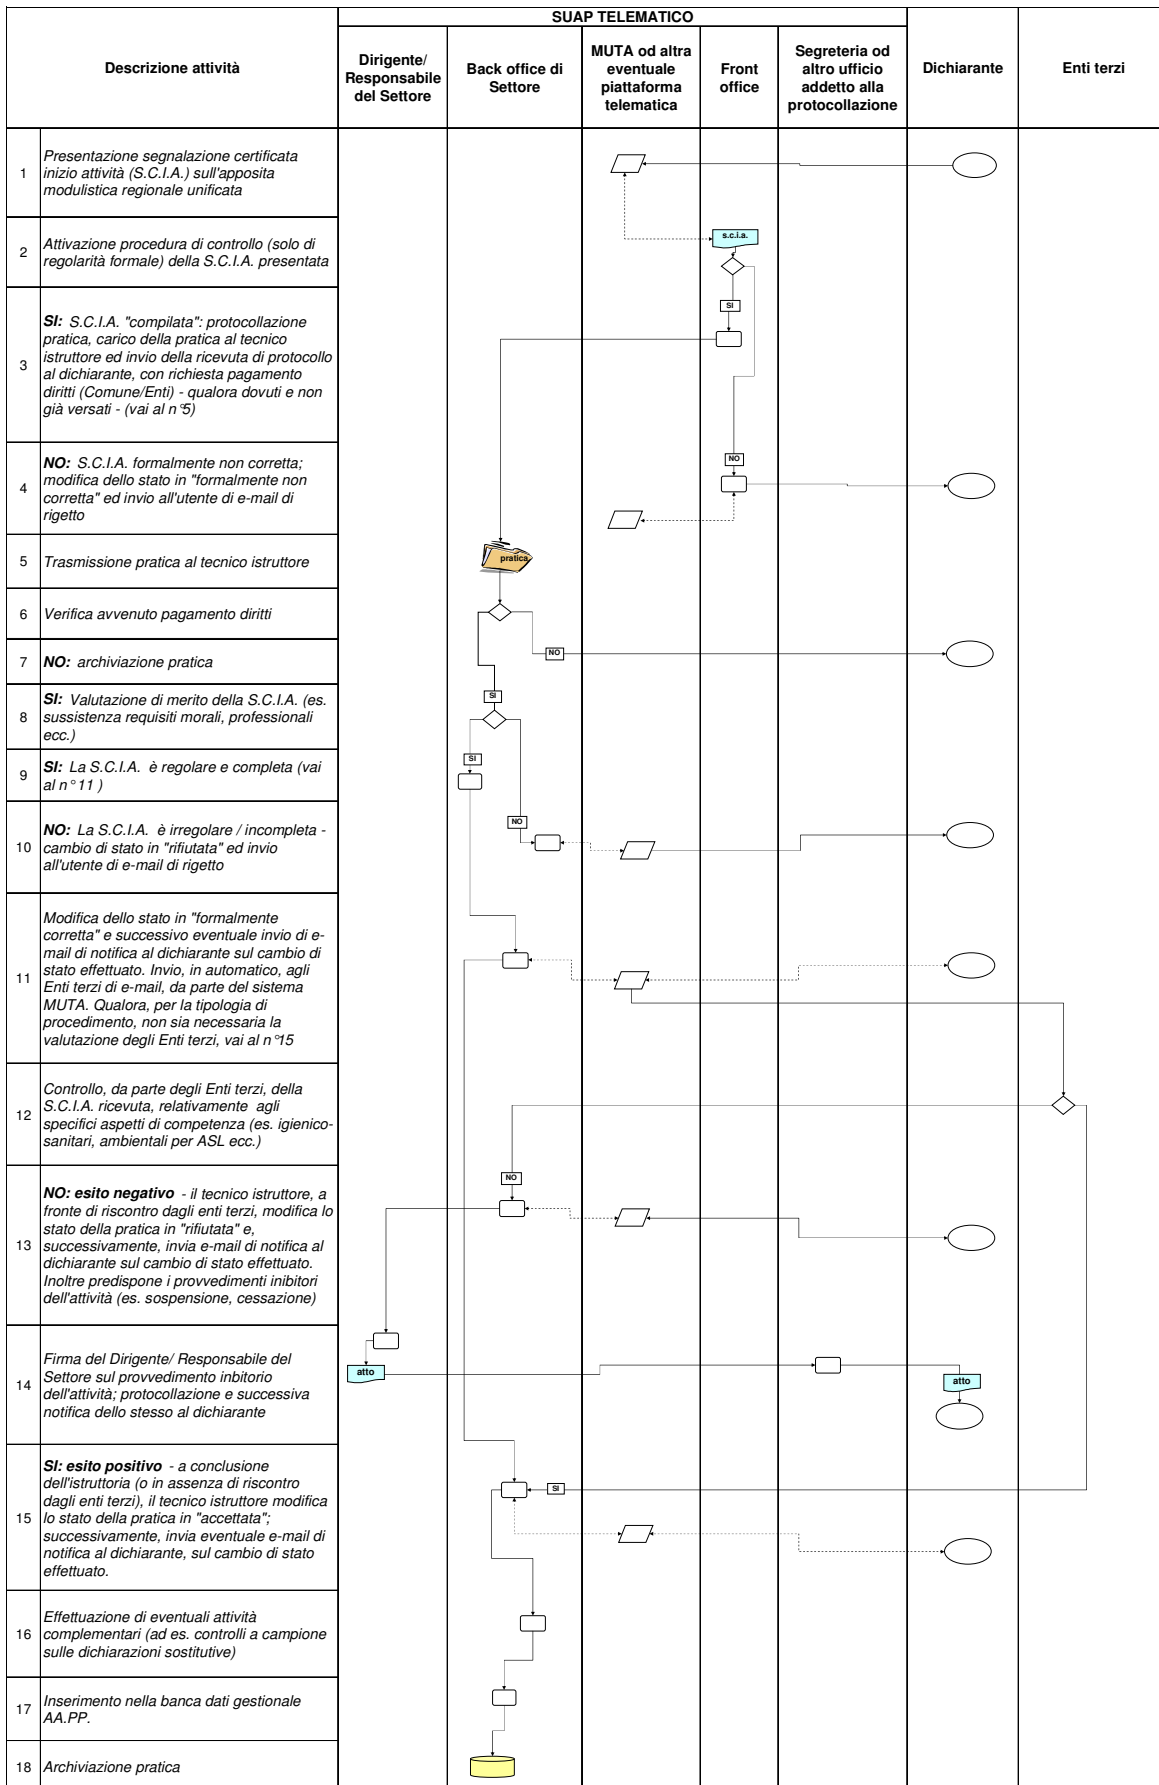 SUAP TELEMATICO
Descrizione attività
Dirigente/
Responsabile
del Settore
Back office di
Settore
MUTA od altra
eventuale
piattaforma
telematica
Front
office
Segreteria od
altro ufficio
addetto alla
protocollazione
Dichiarante
Enti terzi
1
Presentazione segnalazione certificata
inizio attività (S.C.I.A.) sull'apposita
modulistica regionale unificata
2
Attivazione procedura di controllo (solo di
regolarità formale) della S.C.I.A. presentata
s.c.i.a.
SI
3
SI: S.C.I.A. "compilata": protocollazione
pratica, carico della pratica al tecnico
istruttore ed invio della ricevuta di protocollo
al dichiarante, con richiesta pagamento
diritti (Comune/Enti) - qualora dovuti e non
già versati - (vai al n°5)
4
NO: S.C.I.A. formalmente non corretta;
modifica dello stato in "formalmente non
corretta" ed invio all'utente di e-mail di
rigetto
NO
5
Trasmissione pratica al tecnico istruttore
pratica
6
Verifica avvenuto pagamento diritti
7
NO: archiviazione pratica
NO
8
SI: Valutazione di merito della S.C.I.A. (es.
sussistenza requisiti morali, professionali
ecc.)
SI
9
SI: La S.C.I.A. è regolare e completa (vai
al n° 11 )
SI
10
NO: La S.C.I.A. è irregolare / incompleta -
cambio di stato in "rifiutata" ed invio
all'utente di e-mail di rigetto
NO
11
Modifica dello stato in "formalmente
corretta" e successivo eventuale invio di e-
mail di notifica al dichiarante sul cambio di
stato effettuato. Invio, in automatico, agli
Enti terzi di e-mail, da parte del sistema
MUTA. Qualora, per la tipologia di
procedimento, non sia necessaria la
valutazione degli Enti terzi, vai al n°15
12
Controllo, da parte degli Enti terzi, della
S.C.I.A. ricevuta, relativamente agli
specifici aspetti di competenza (es. igienico-
sanitari, ambientali per ASL ecc.)
13
NO: esito negativo - il tecnico istruttore, a
fronte di riscontro dagli enti terzi, modifica lo
stato della pratica in "rifiutata" e,
successivamente, invia e-mail di notifica al
dichiarante sul cambio di stato effettuato.
Inoltre predispone i provvedimenti inibitori
dell'attività (es. sospensione, cessazione)
NO
14
Firma del Dirigente/ Responsabile del
Settore sul provvedimento inbitorio
dell'attività; protocollazione e successiva
notifica dello stesso al dichiarante
atto
atto
15
SI: esito positivo - a conclusione
dell'istruttoria (o in assenza di riscontro
dagli enti terzi), il tecnico istruttore modifica
lo stato della pratica in "accettata";
successivamente, invia eventuale e-mail di
notifica al dichiarante, sul cambio di stato
effettuato.
SI
16
Effettuazione di eventuali attività
complementari (ad es. controlli a campione
sulle dichiarazioni sostitutive)
17
Inserimento nella banca dati gestionale
AA.PP.
18
Archiviazione pratica